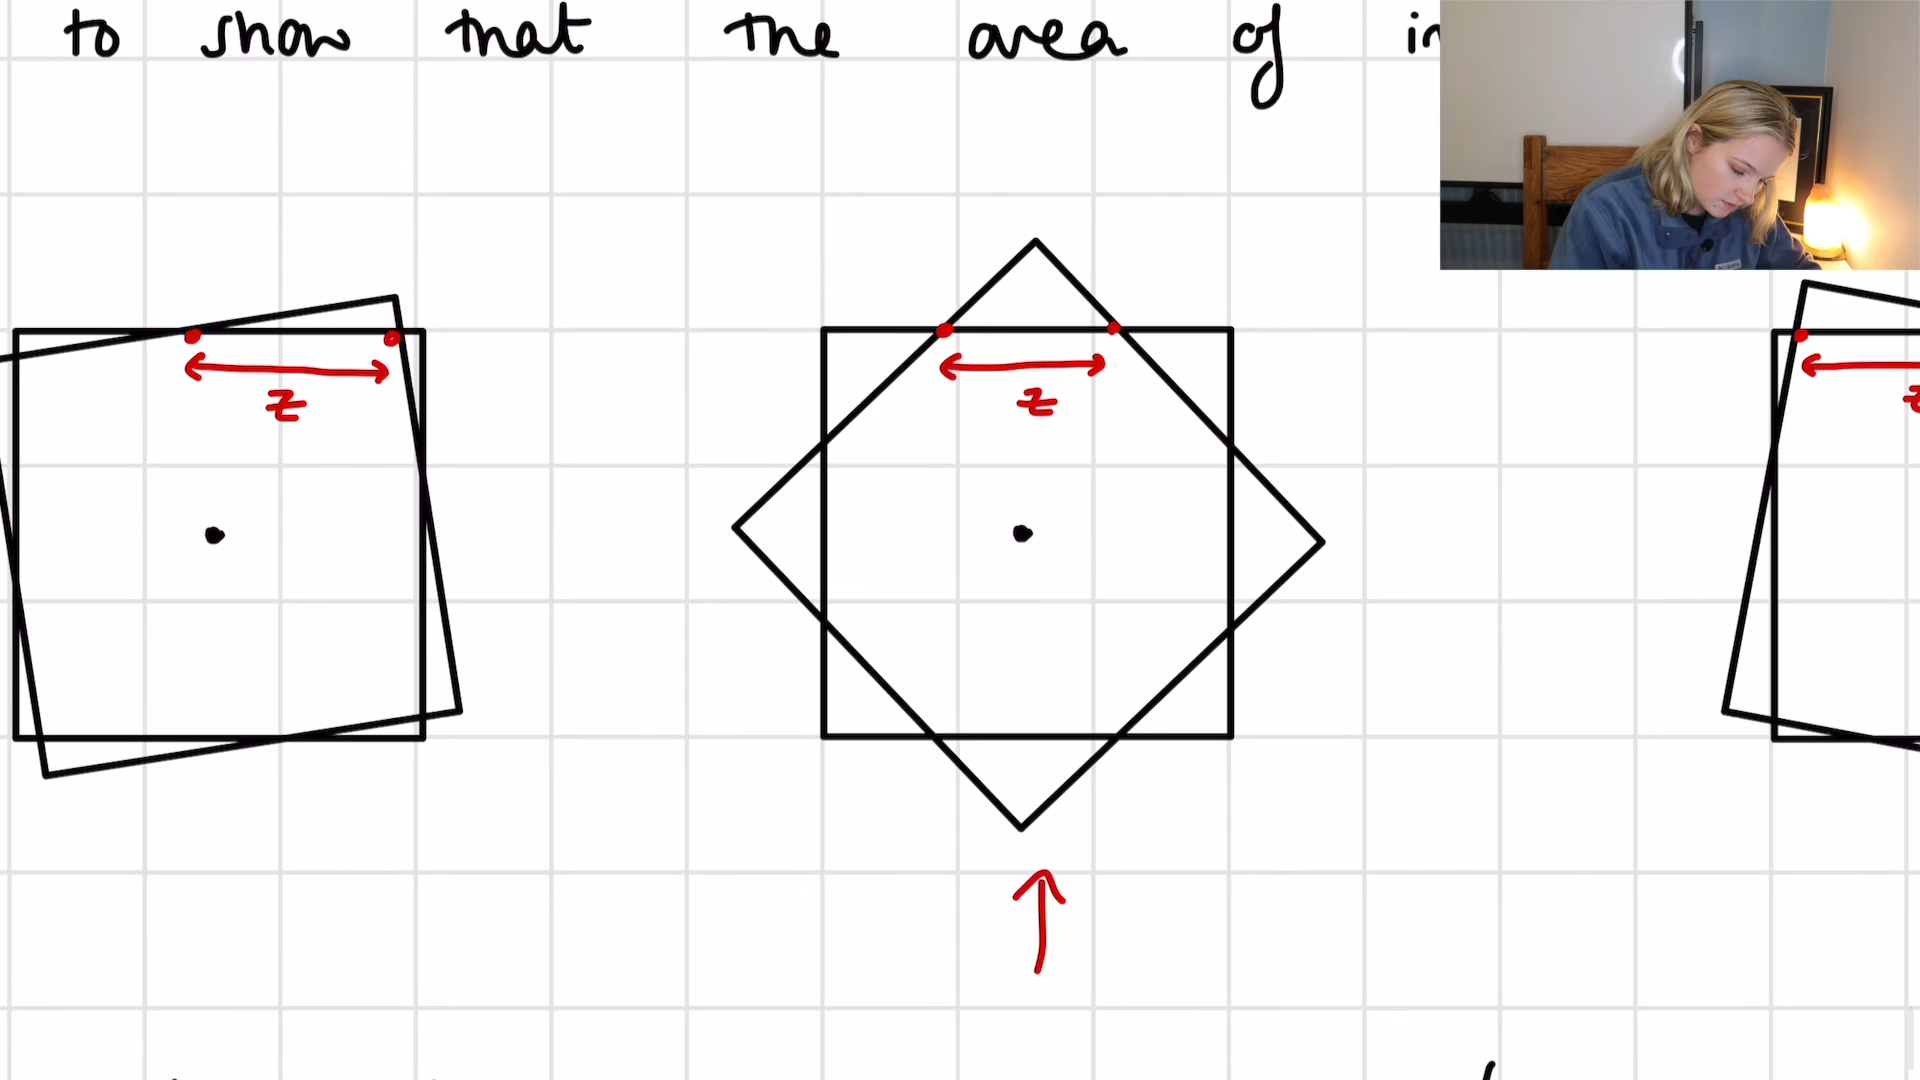 to show that the area of
z z